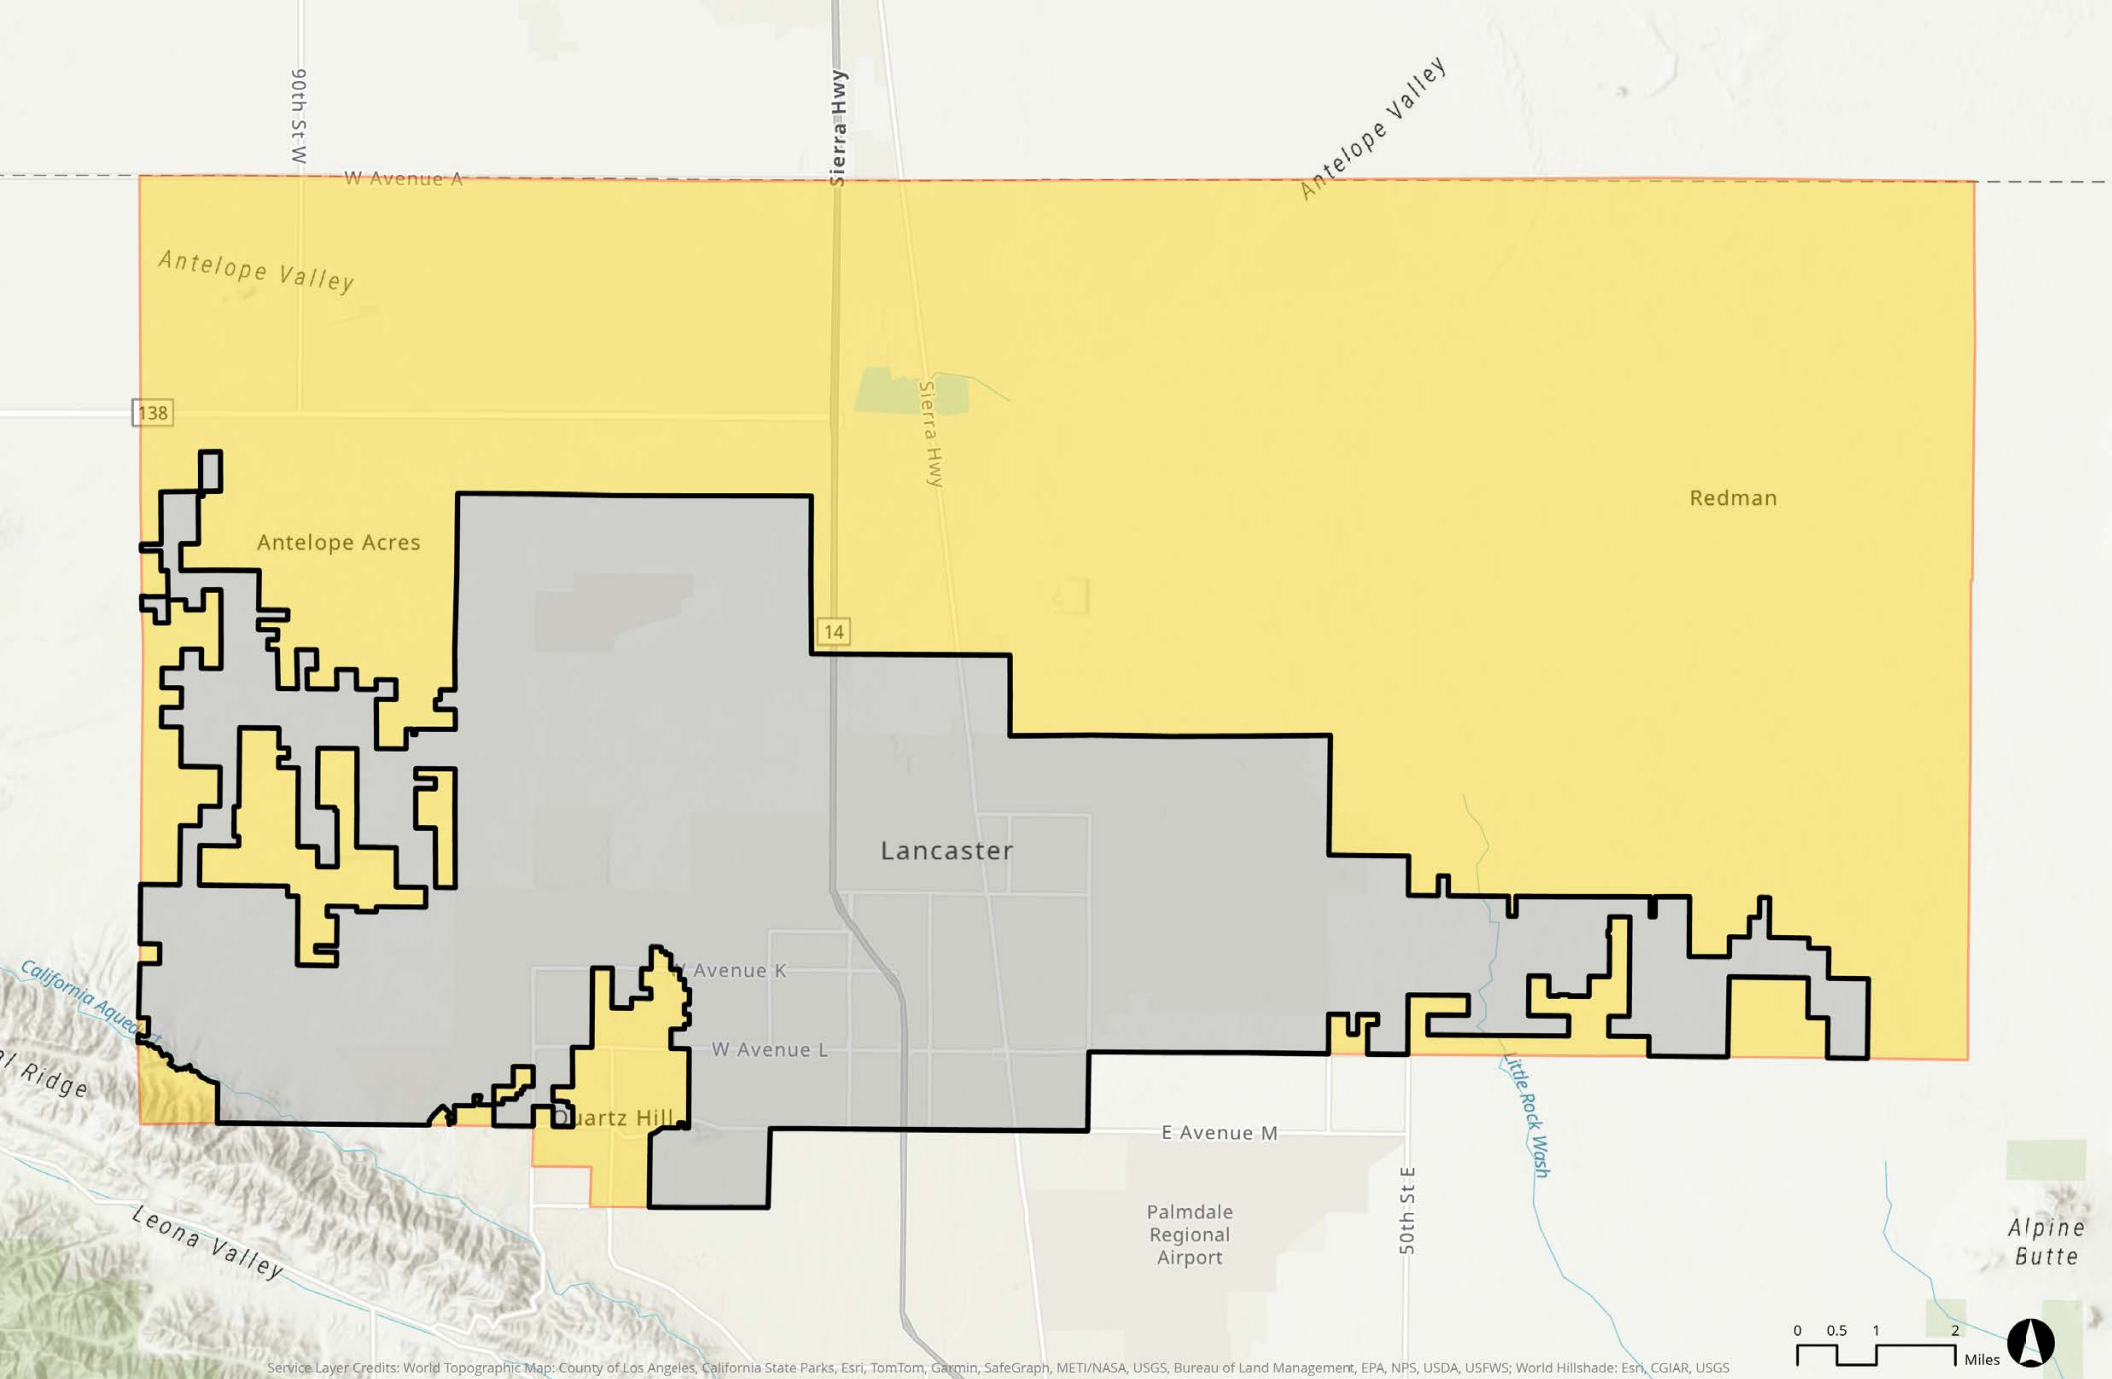 90th St W
Sierra Hwy
Antelope Valley
W Avenue A
Antelope Valley
138
Sierra Hwy
Redman
Antelope Acres
14
Lancaster
W Avenue K
California Aqueduct
W Avenue L
Little Rock Wash
al Ridge
Quartz Hill
E Avenue M
50th St E
Palmdale
Regional
Airport
Leona Valley
Alpine
Butte
0 0.5 1 2
Miles
Service Layer Credits: World Topographic Map: County of Los Angeles, California State Parks, Esri, TomTom, Garmin, SafeGraph, METI/NASA, USGS, Bureau of Land Management, EPA, NPS, USDA, USFWS; World Hillshade: Esri, CGIAR, USGS